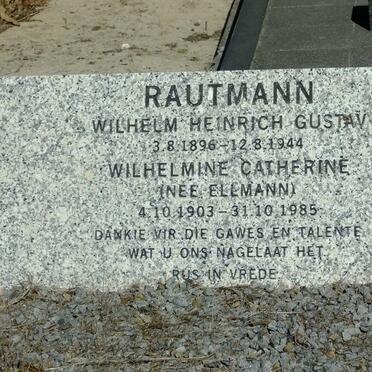 RAUTMANN
WILHELM HEINRICH GUSTAV
3.8.1896-12.8.1944
WILHELMINE CATHERINE
(NEE ELLMANN)
4.10.1903-31.10.1985
DANKIE VIR DIE GAWES EN TALENTE
WAT U ONS NAGELAAT HET.
RUS IN VREDE